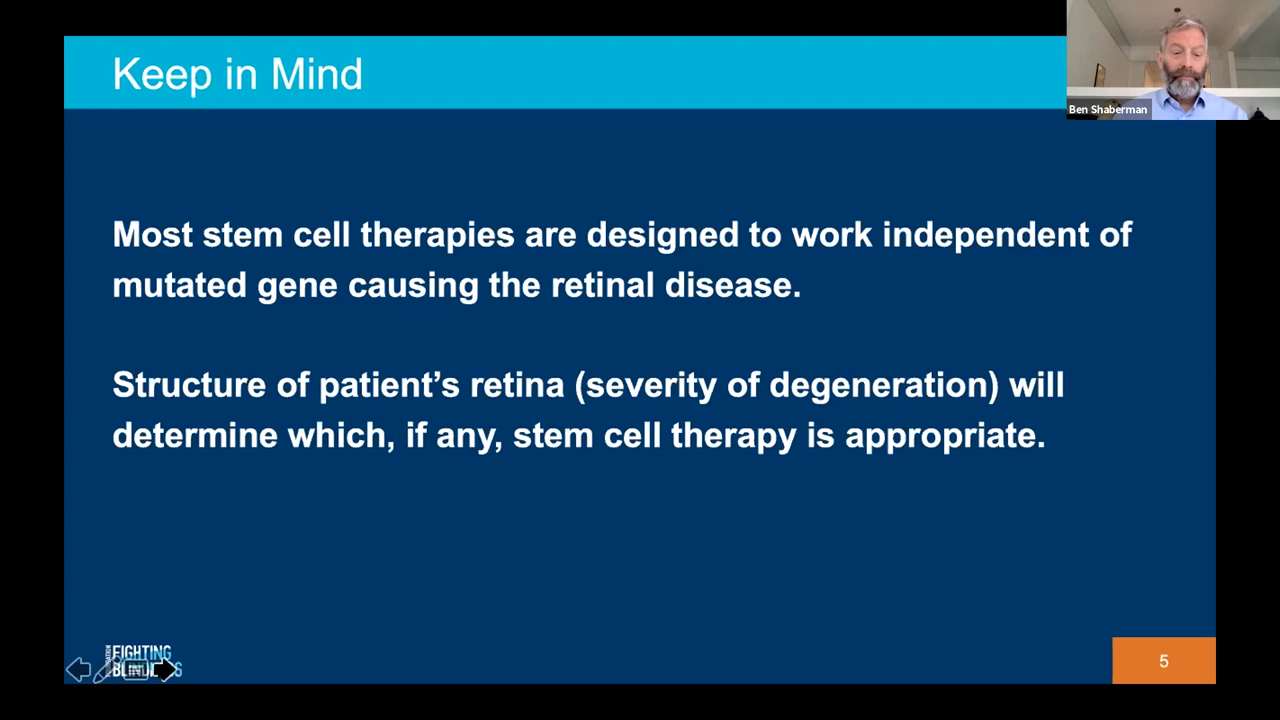 Keep in Mind
Ben Shaberman
Most stem cell therapies are designed to work independent of
mutated gene causing the retinal disease.
Structure of patient’s retina (severity of degeneration) will
determine which, if any, stem cell therapy is appropriate.
FIGHTING
5